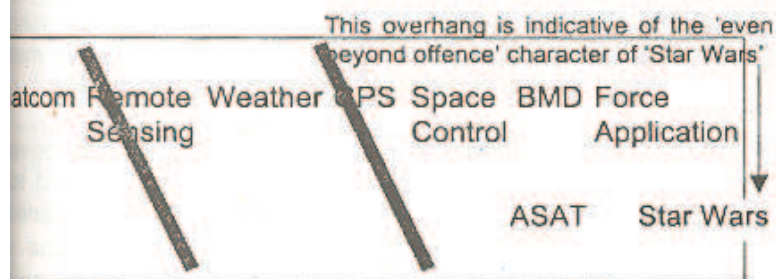 This overhang is indicative of the 'even
beyond offence' character of 'Star Wars'
atcom Remote Weather GPS Space BMD Force
Sensing Control Application
ASAT Star Wars